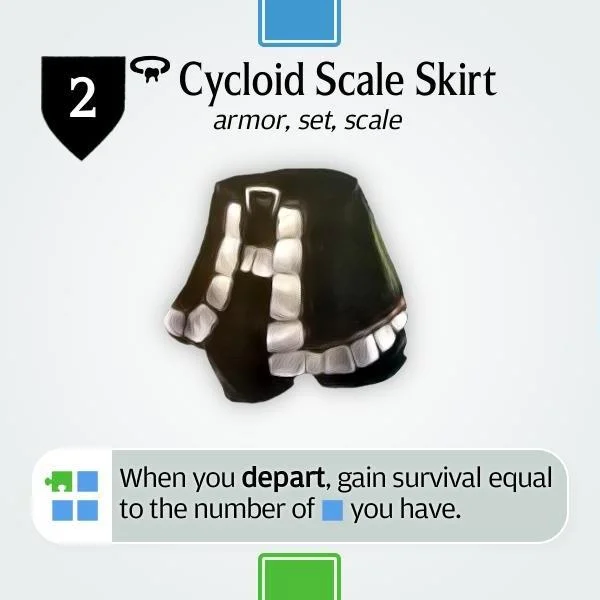 2
Cycloid Scale Skirt
armor, set, scale
When you depart, gain survival equal
to the number of you have.